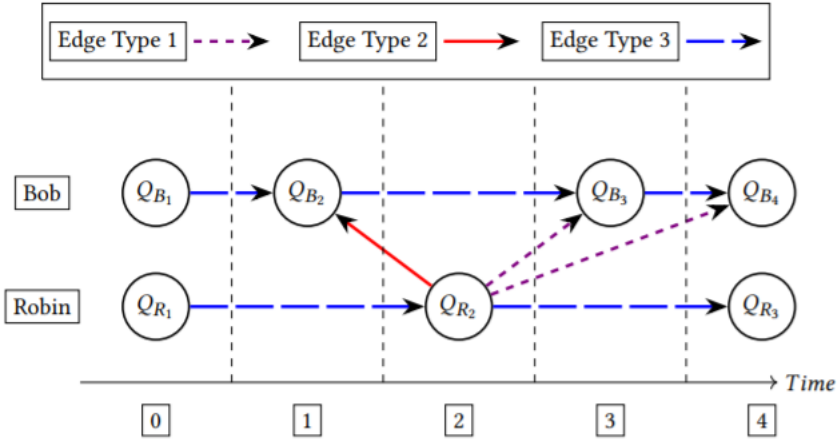 Edge Type 1 Edge Type 2 Edge Type 3
Bob Q_{B_1} Q_{B_2} Q_{B_3} Q_{B_4}
Robin Q_{R_1} Q_{R_2} Q_{R_3}
Time
0 1 2 3 4